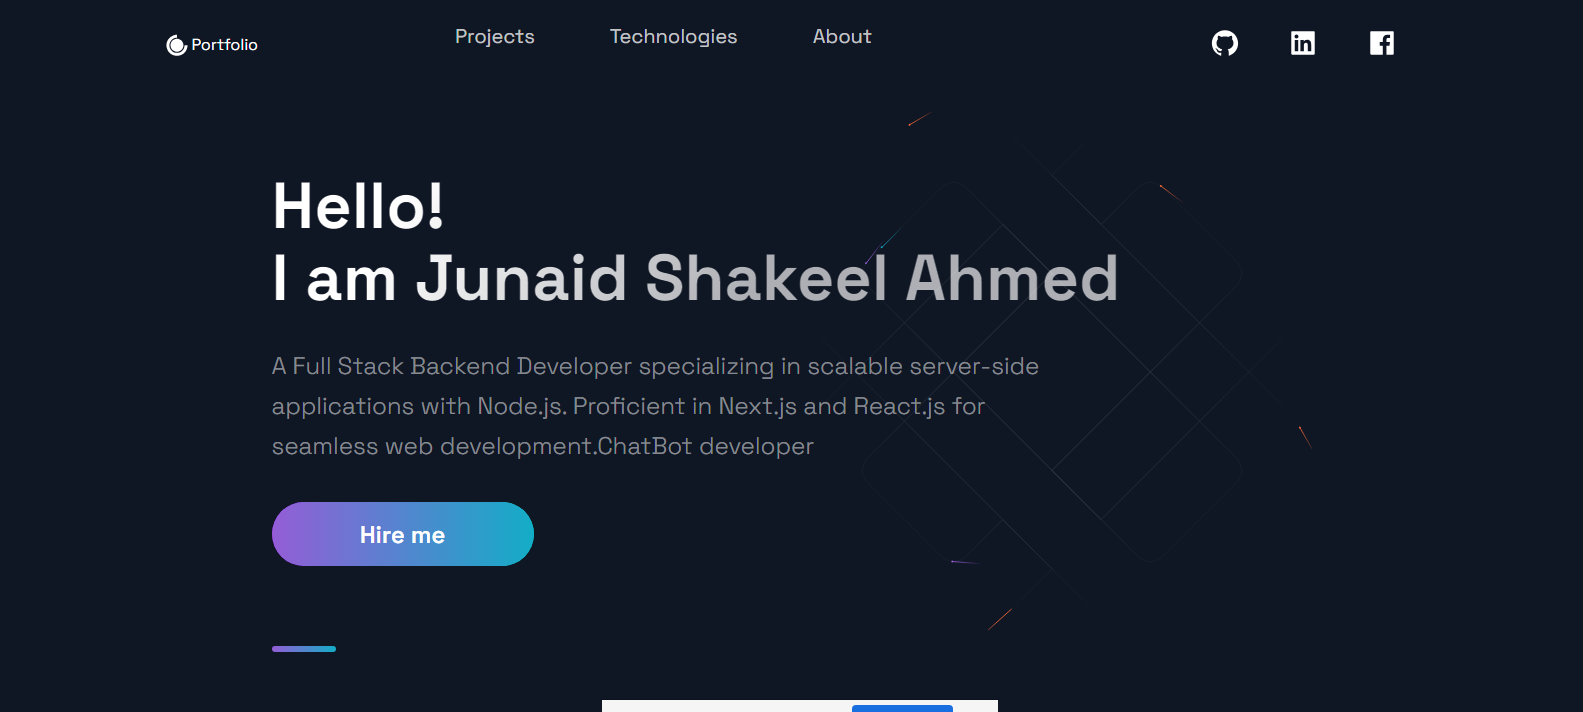 Portfolio
Projects
Technologies
About
Hello!
I am Junaid Shakeel Ahmed
A Full Stack Backend Developer specializing in scalable server-side
applications with Node.js. Proficient in Next.js and React.js for
seamless web development.ChatBot developer
Hire me